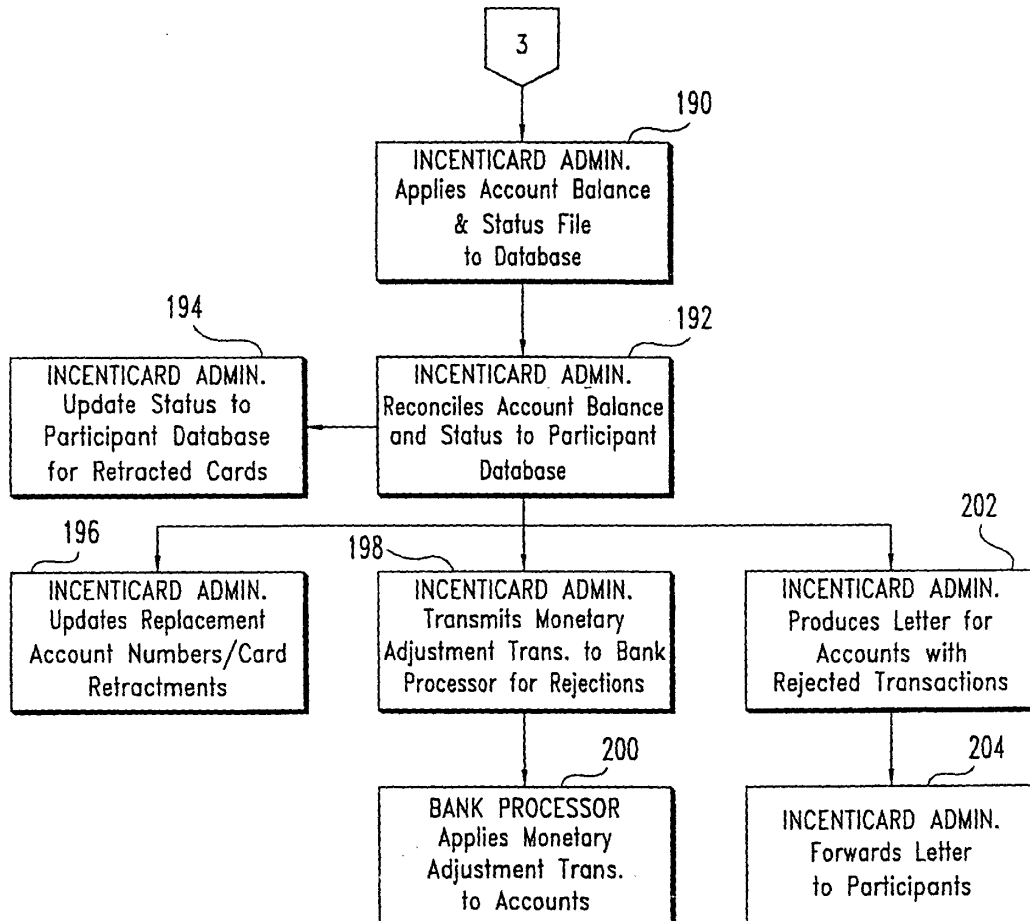 3
190
INCENTICARD ADMIN.
Applies Account Balance
& Status File
to Database
194
INCENTICARD ADMIN.
Update Status to
Participant Database
for Retracted Cards
192
INCENTICARD ADMIN.
Reconciles Account Balance
and Status to Participant
Database
196
INCENTICARD ADMIN.
Updates Replacement
Account Numbers/Card
Retractments
198
INCENTICARD ADMIN.
Transmits Monetary
Adjustment Trans. to Bank
Processor for Rejections
202
INCENTICARD ADMIN.
Produces Letter for
Accounts with
Rejected Transactions
200
BANK PROCESSOR
Applies Monetary
Adjustment Trans.
to Accounts
204
INCENTICARD ADMIN.
Forwards Letter
to Participants